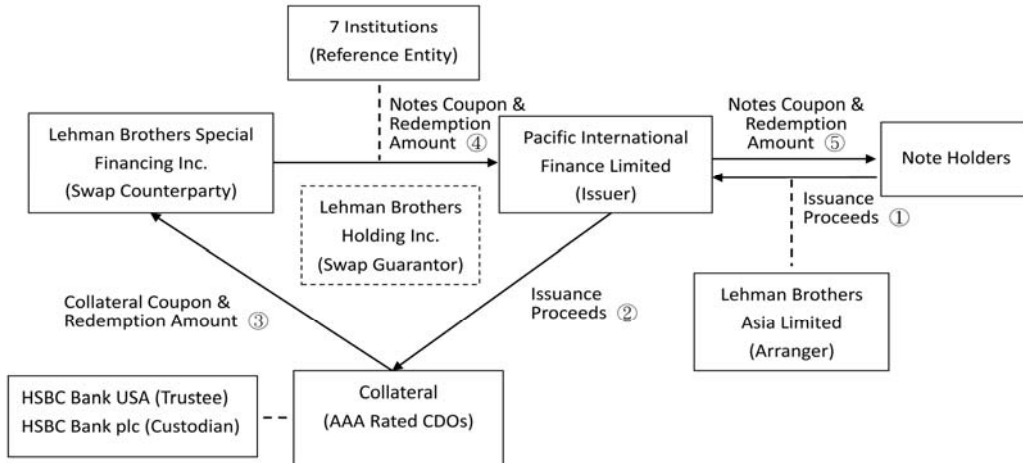 7 Institutions
(Reference Entity)
Notes Coupon &
Redemption
Amount ④
Notes Coupon &
Redemption
Amount ⑤
Lehman Brothers Special
Financing Inc.
(Swap Counterparty)
Pacific International
Finance Limited
(Issuer)
Note Holders
Issuance
Proceeds ①
Lehman Brothers
Holding Inc.
(Swap Guarantor)
Collateral Coupon &
Redemption Amount ③
Issuance
Proceeds ②
Lehman Brothers
Asia Limited
(Arranger)
HSBC Bank USA (Trustee)
HSBC Bank plc (Custodian)
Collateral
(AAA Rated CDOs)